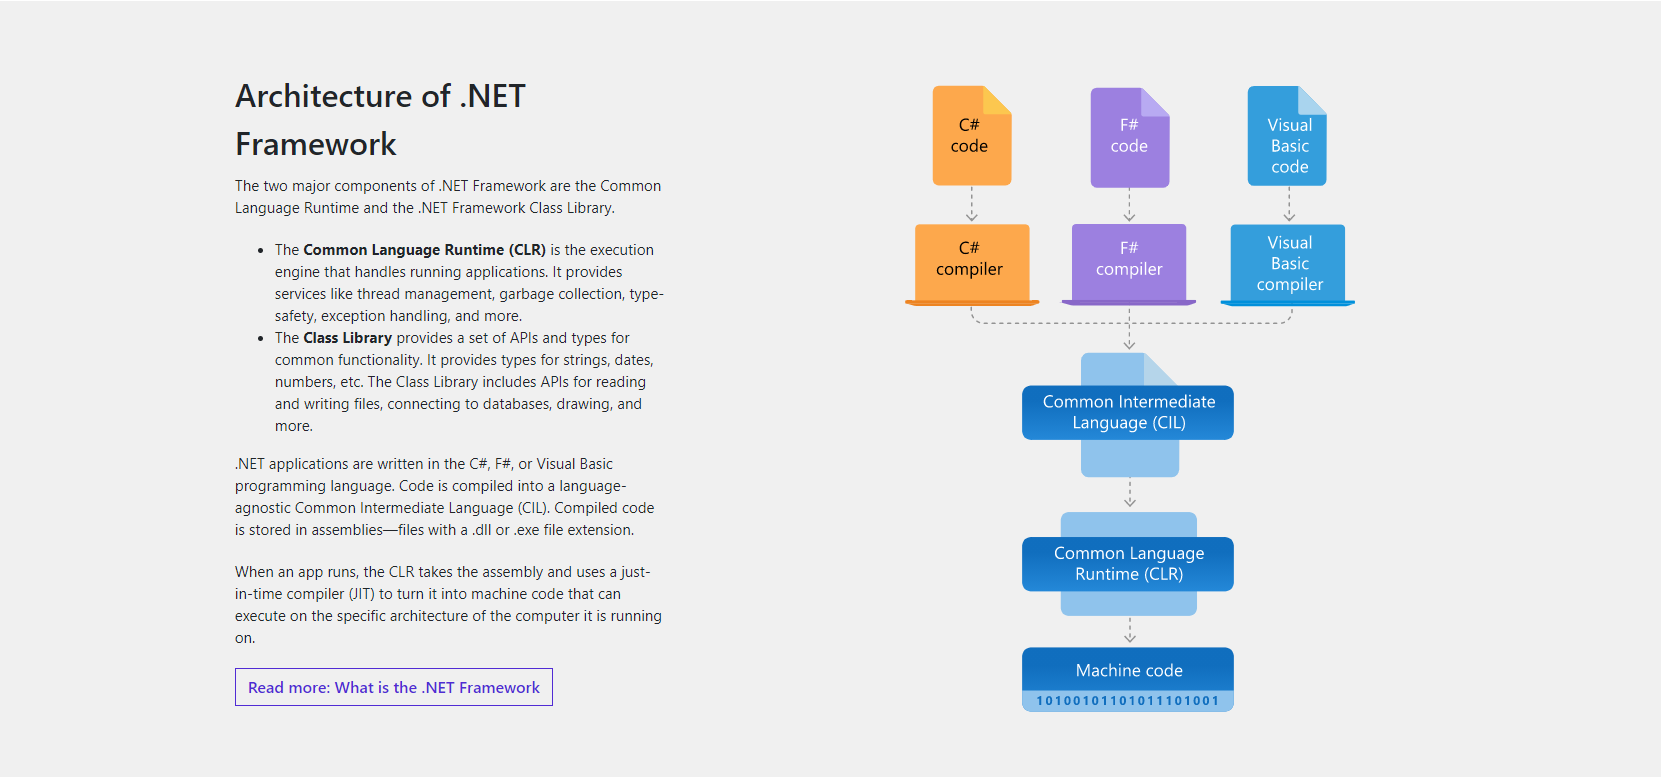 Architecture of .NET
Framework
The two major components of .NET Framework are the Common
Language Runtime and the .NET Framework Class Library.
• The Common Language Runtime (CLR) is the execution
engine that handles running applications. It provides
services like thread management, garbage collection, type-
safety, exception handling, and more.
• The Class Library provides a set of APIs and types for
common functionality. It provides types for strings, dates,
numbers, etc. The Class Library includes APIs for reading
and writing files, connecting to databases, drawing, and
more.
.NET applications are written in the C#, F#, or Visual Basic
programming language. Code is compiled into a language-
agnostic Common Intermediate Language (CIL). Compiled code
is stored in assemblies—files with a .dll or .exe file extension.
When an app runs, the CLR takes the assembly and uses a just-
in-time compiler (JIT) to turn it into machine code that can
execute on the specific architecture of the computer it is running
on.
Read more: What is the .NET Framework
C#
code
F#
code
Visual
Basic
code
C#
compiler
F#
compiler
Visual
Basic
compiler
Common Intermediate
Language (CIL)
Common Language
Runtime (CLR)
Machine code
10100101101011101001